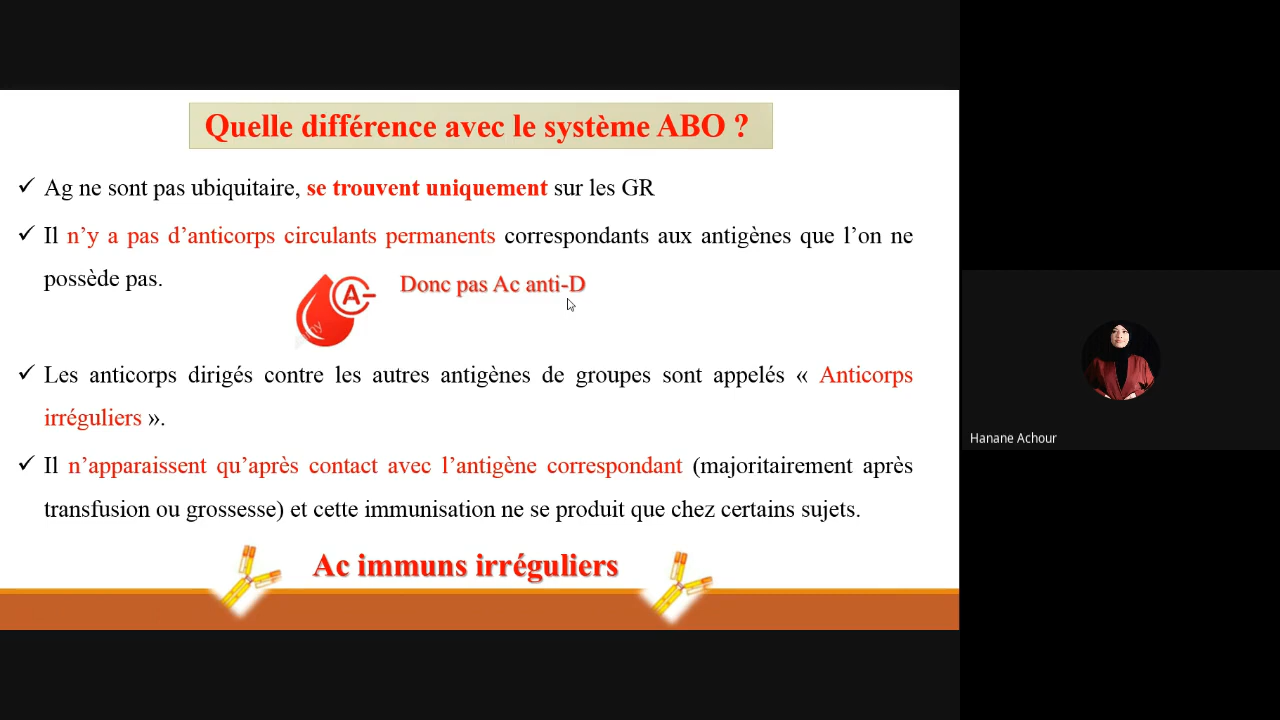 Quelle différence avec le système ABO ?
✓ Ag ne sont pas ubiquitaire, se trouvent uniquement sur les GR
✓ Il n’y a pas d’anticorps circulants permanents correspondants aux antigènes que l’on ne
possède pas.
A-
Donc pas Ac anti-D
✓ Les anticorps dirigés contre les autres antigènes de groupes sont appelés « Anticorps
irréguliers ».
✓ Il n’apparaissent qu’après contact avec l’antigène correspondant (majoritairement après
transfusion ou grossesse) et cette immunisation ne se produit que chez certains sujets.
Ac immuns irréguliers
Hanane Achour